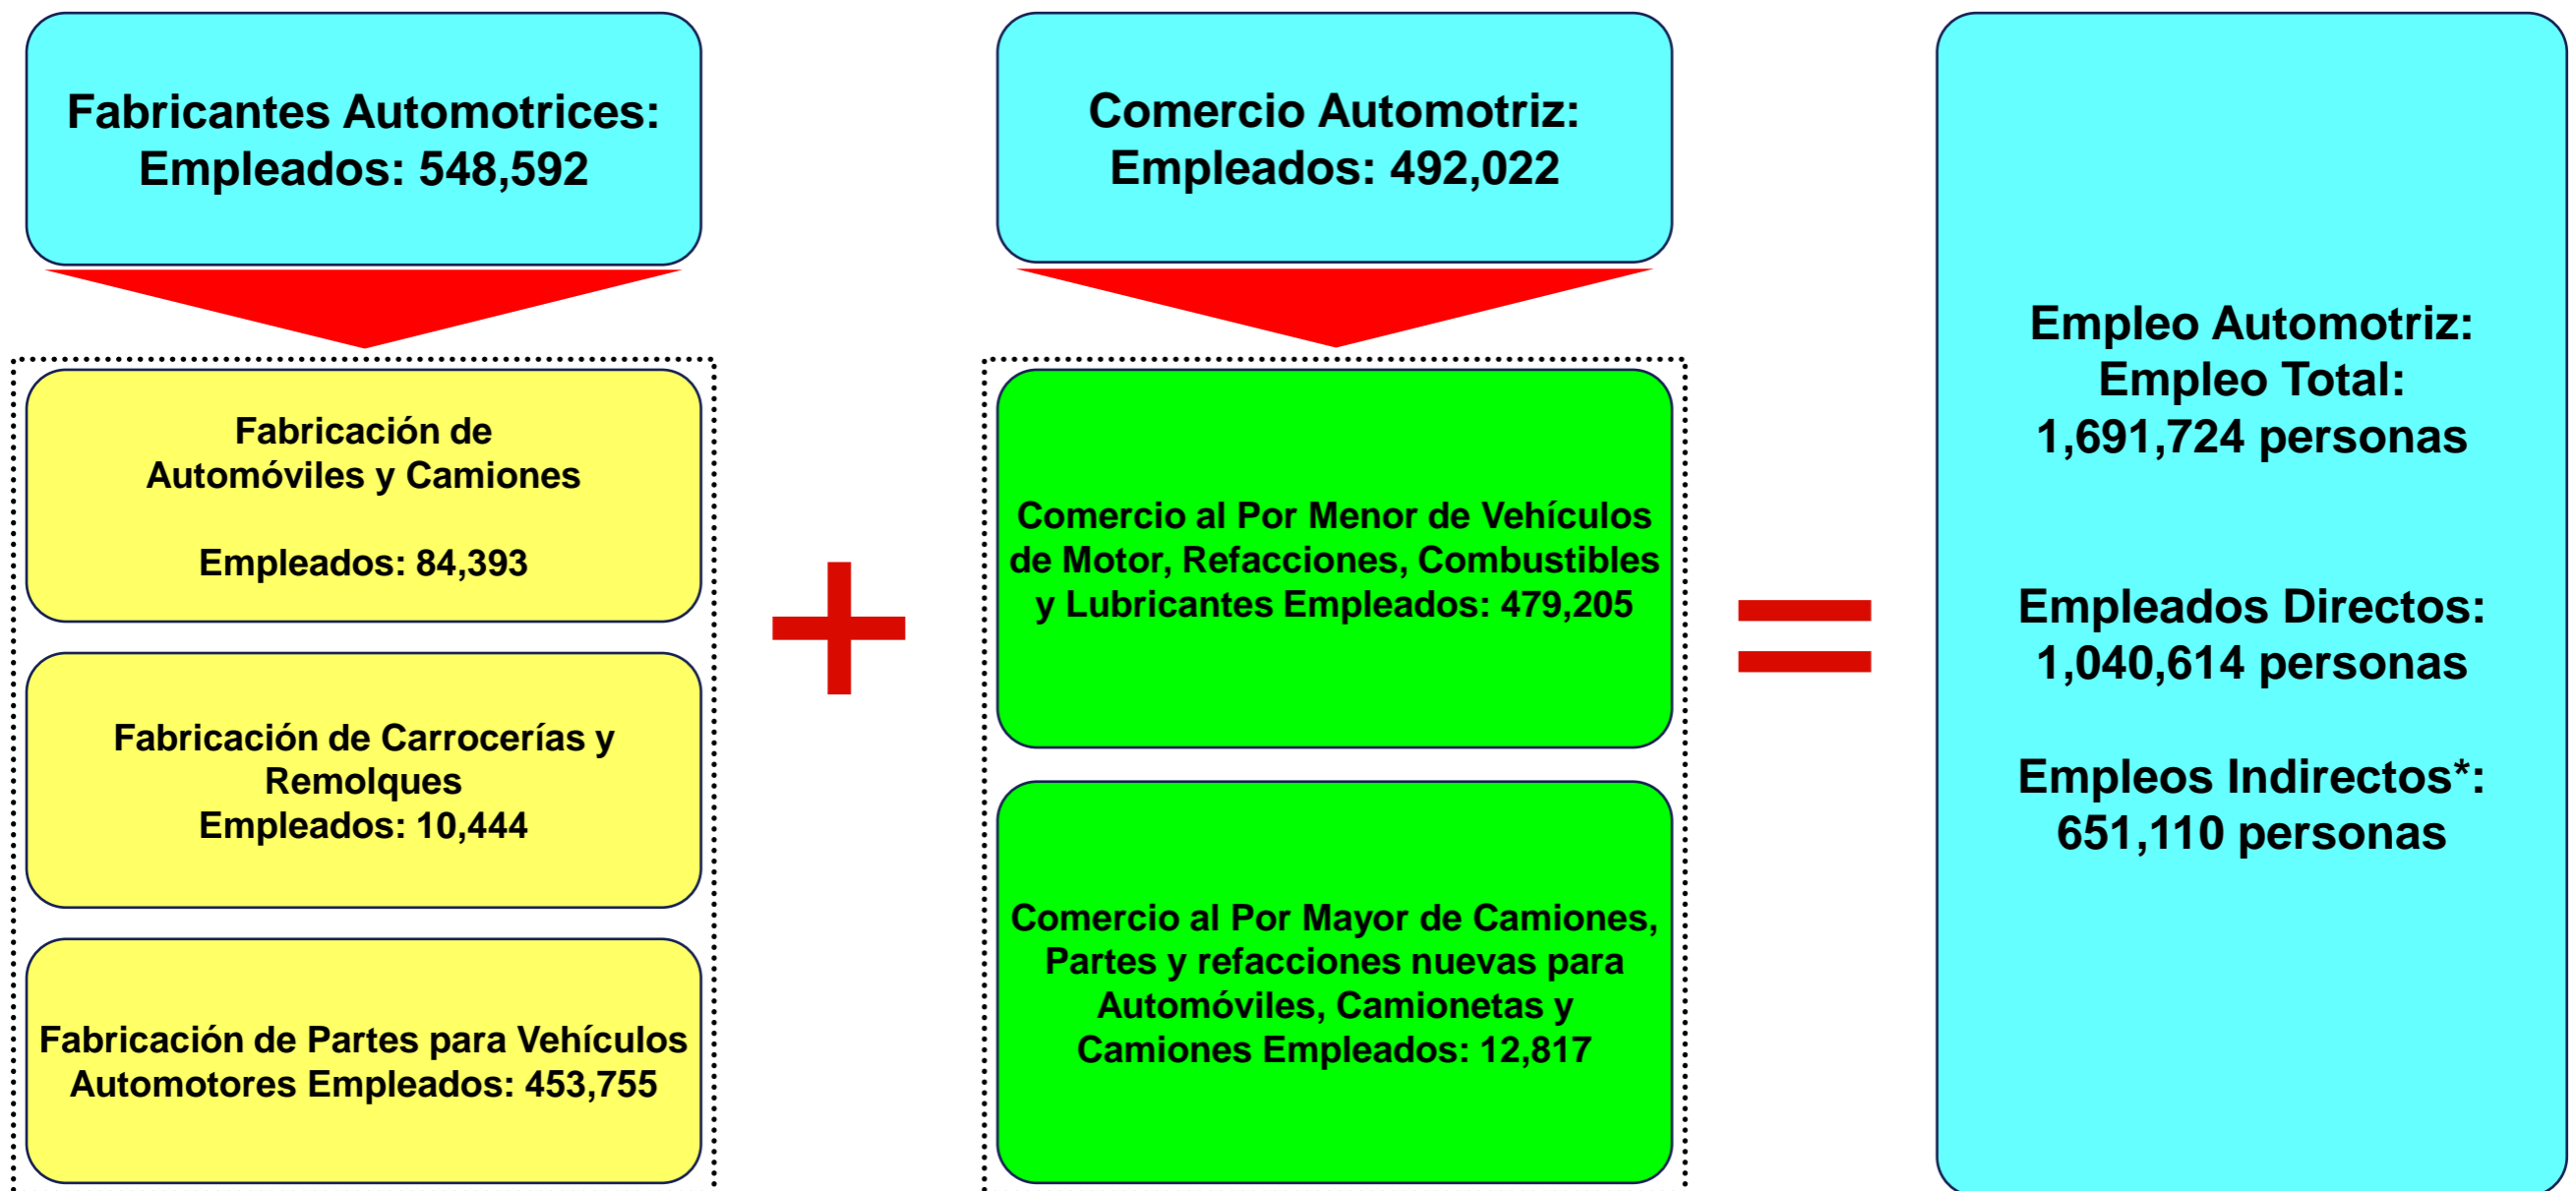 Fabricantes Automotrices:
Empleados: 548,592
Fabricación de
Automóviles y Camiones
Empleados: 84,393
Fabricación de Carrocerías y
Remolques
Empleados: 10,444
Fabricación de Partes para Vehículos
Automotores Empleados: 453,755
+
Comercio Automotriz:
Empleados: 492,022
Comercio al Por Menor de Vehículos
de Motor, Refacciones, Combustibles
y Lubricantes Empleados: 479,205
Comercio al Por Mayor de Camiones,
Partes y refacciones nuevas para
Automóviles, Camionetas y
Camiones Empleados: 12,817
=
Empleo Automotriz:
Empleo Total:
1,691,724 personas
Empleados Directos:
1,040,614 personas
Empleos Indirectos*:
651,110 personas